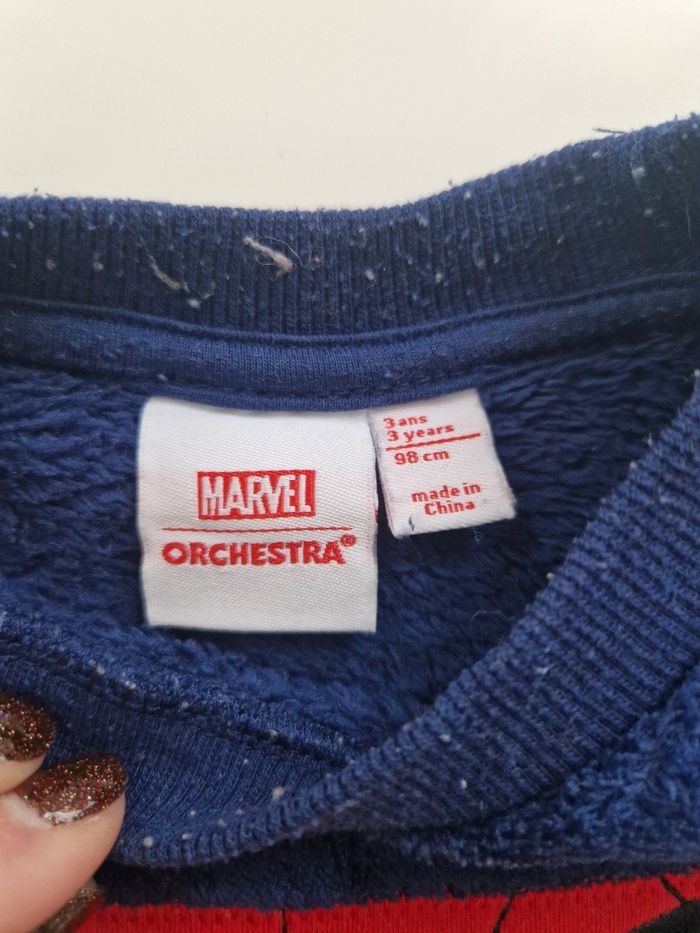 MARVEL
ORCHESTRA®
3 ans
3 years
98 cm
made in
China